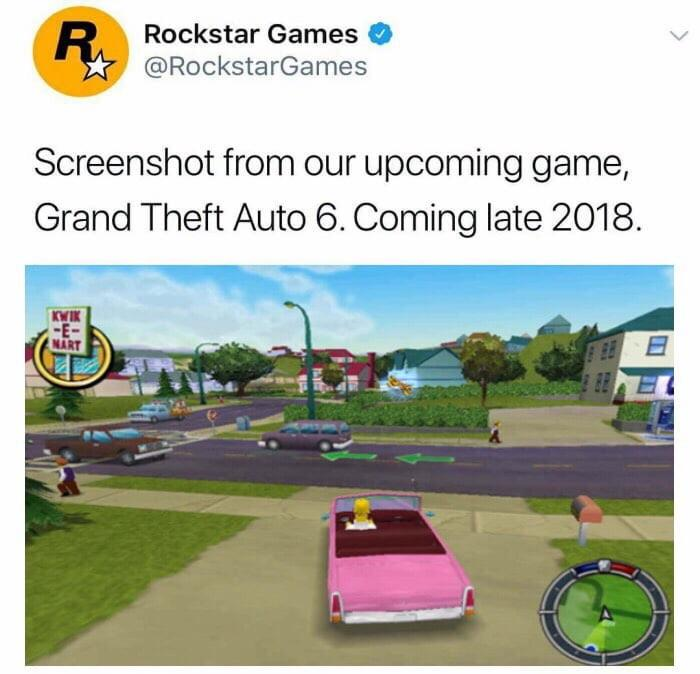 Rockstar Games
@RockstarGames
Screenshot from our upcoming game,
Grand Theft Auto 6. Coming late 2018.
KWIK
-E-
MART